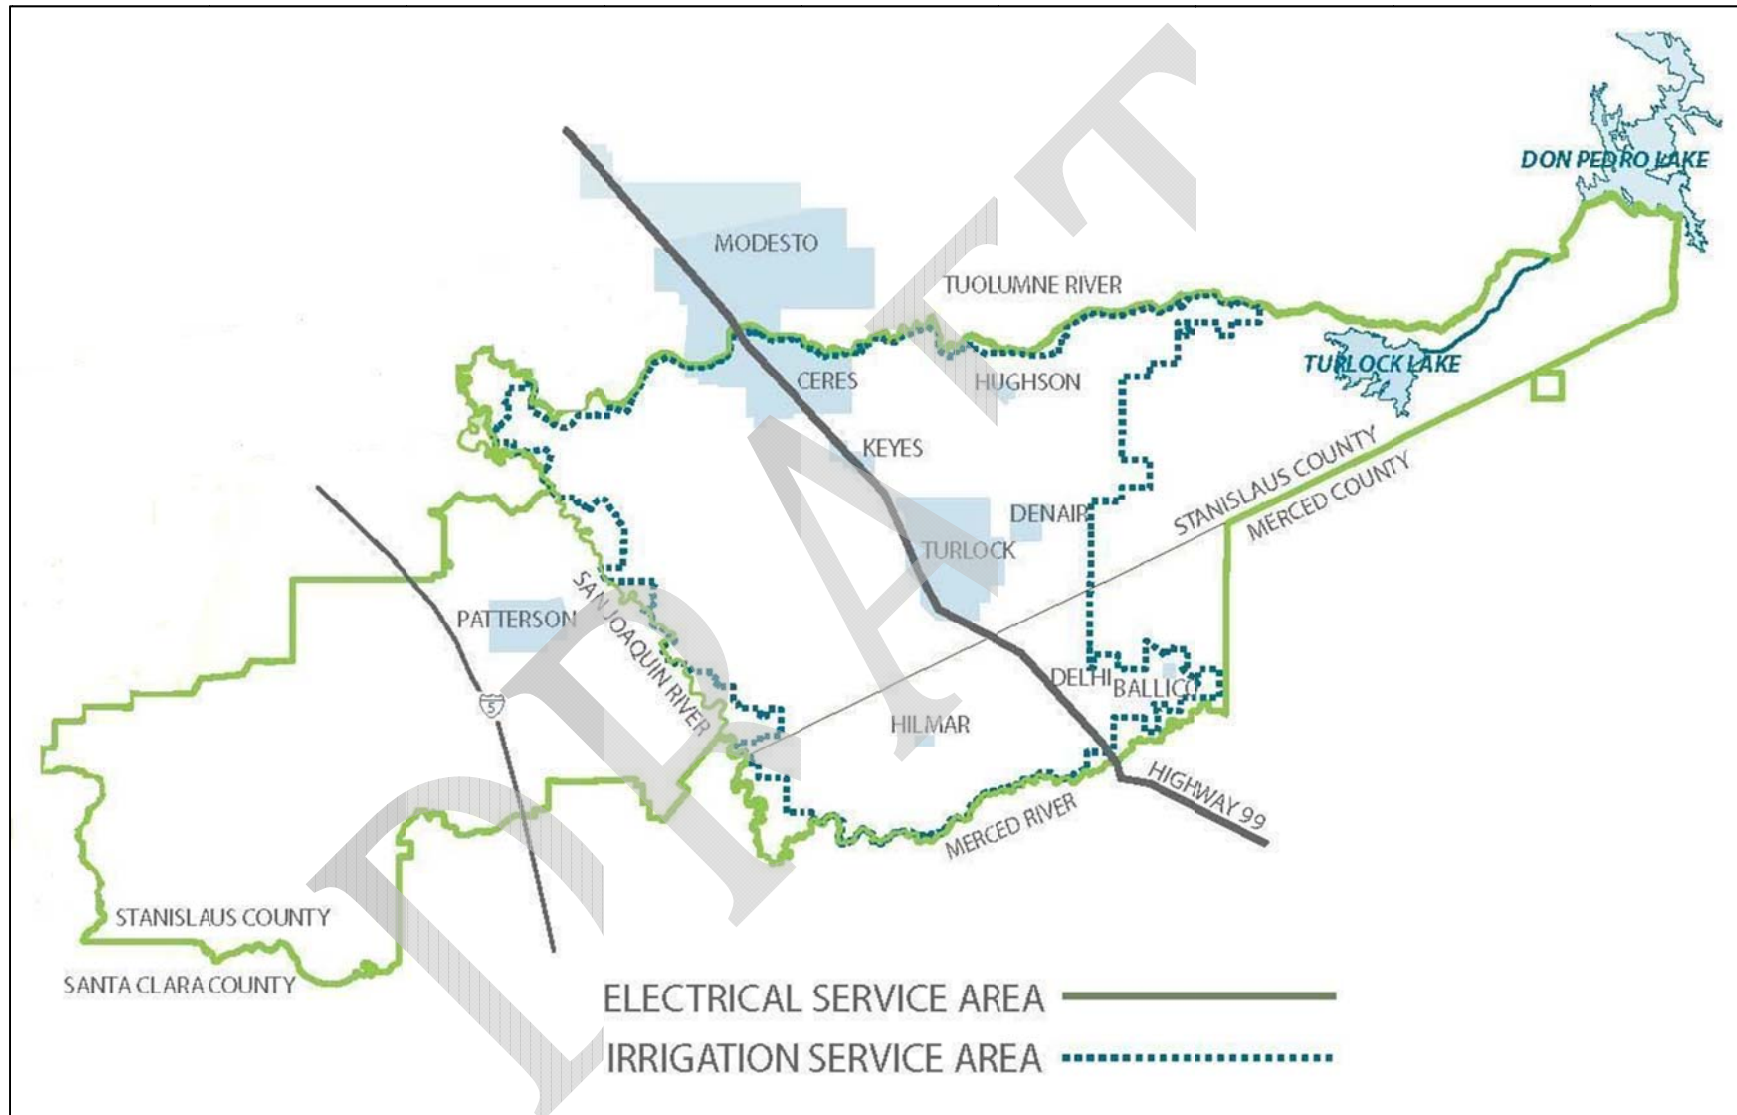 DON PEDRO LAKE
MODESTO
TUOLUMNE RIVER
TURLOCK LAKE
CERES
HUGHSON
KEYES
STANISLAUS COUNTY
MERCED COUNTY
DENAIR
TURLOCK
PATTERSON
SAN JOAQUIN RIVER
DELHI
BALLICO
5
HILMAR
HIGHWAY 99
MERCED RIVER
STANISLAUS COUNTY
SANTA CLARA COUNTY
ELECTRICAL SERVICE AREA
IRRIGATION SERVICE AREA
DRAFT